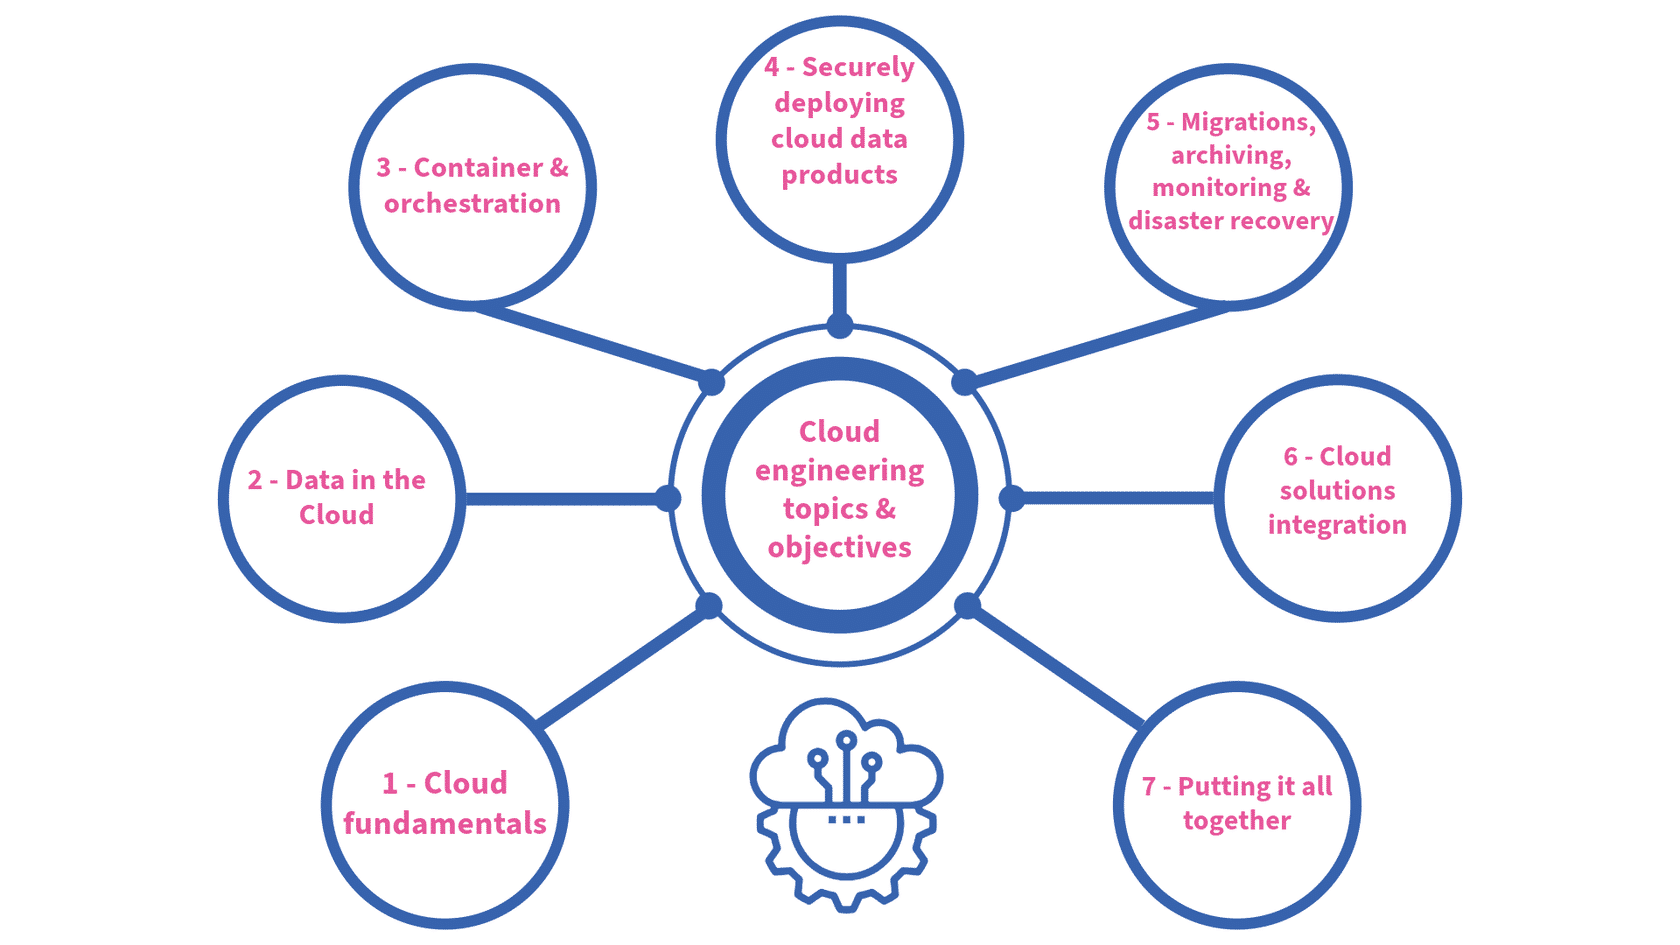 4 - Securely
deploying
cloud data
products
3 - Container &
orchestration
5 - Migrations,
archiving,
monitoring &
disaster recovery
Cloud
engineering
topics &
objectives
2 - Data in the
Cloud
6 - Cloud
solutions
integration
1 - Cloud
fundamentals
7 - Putting it all
together